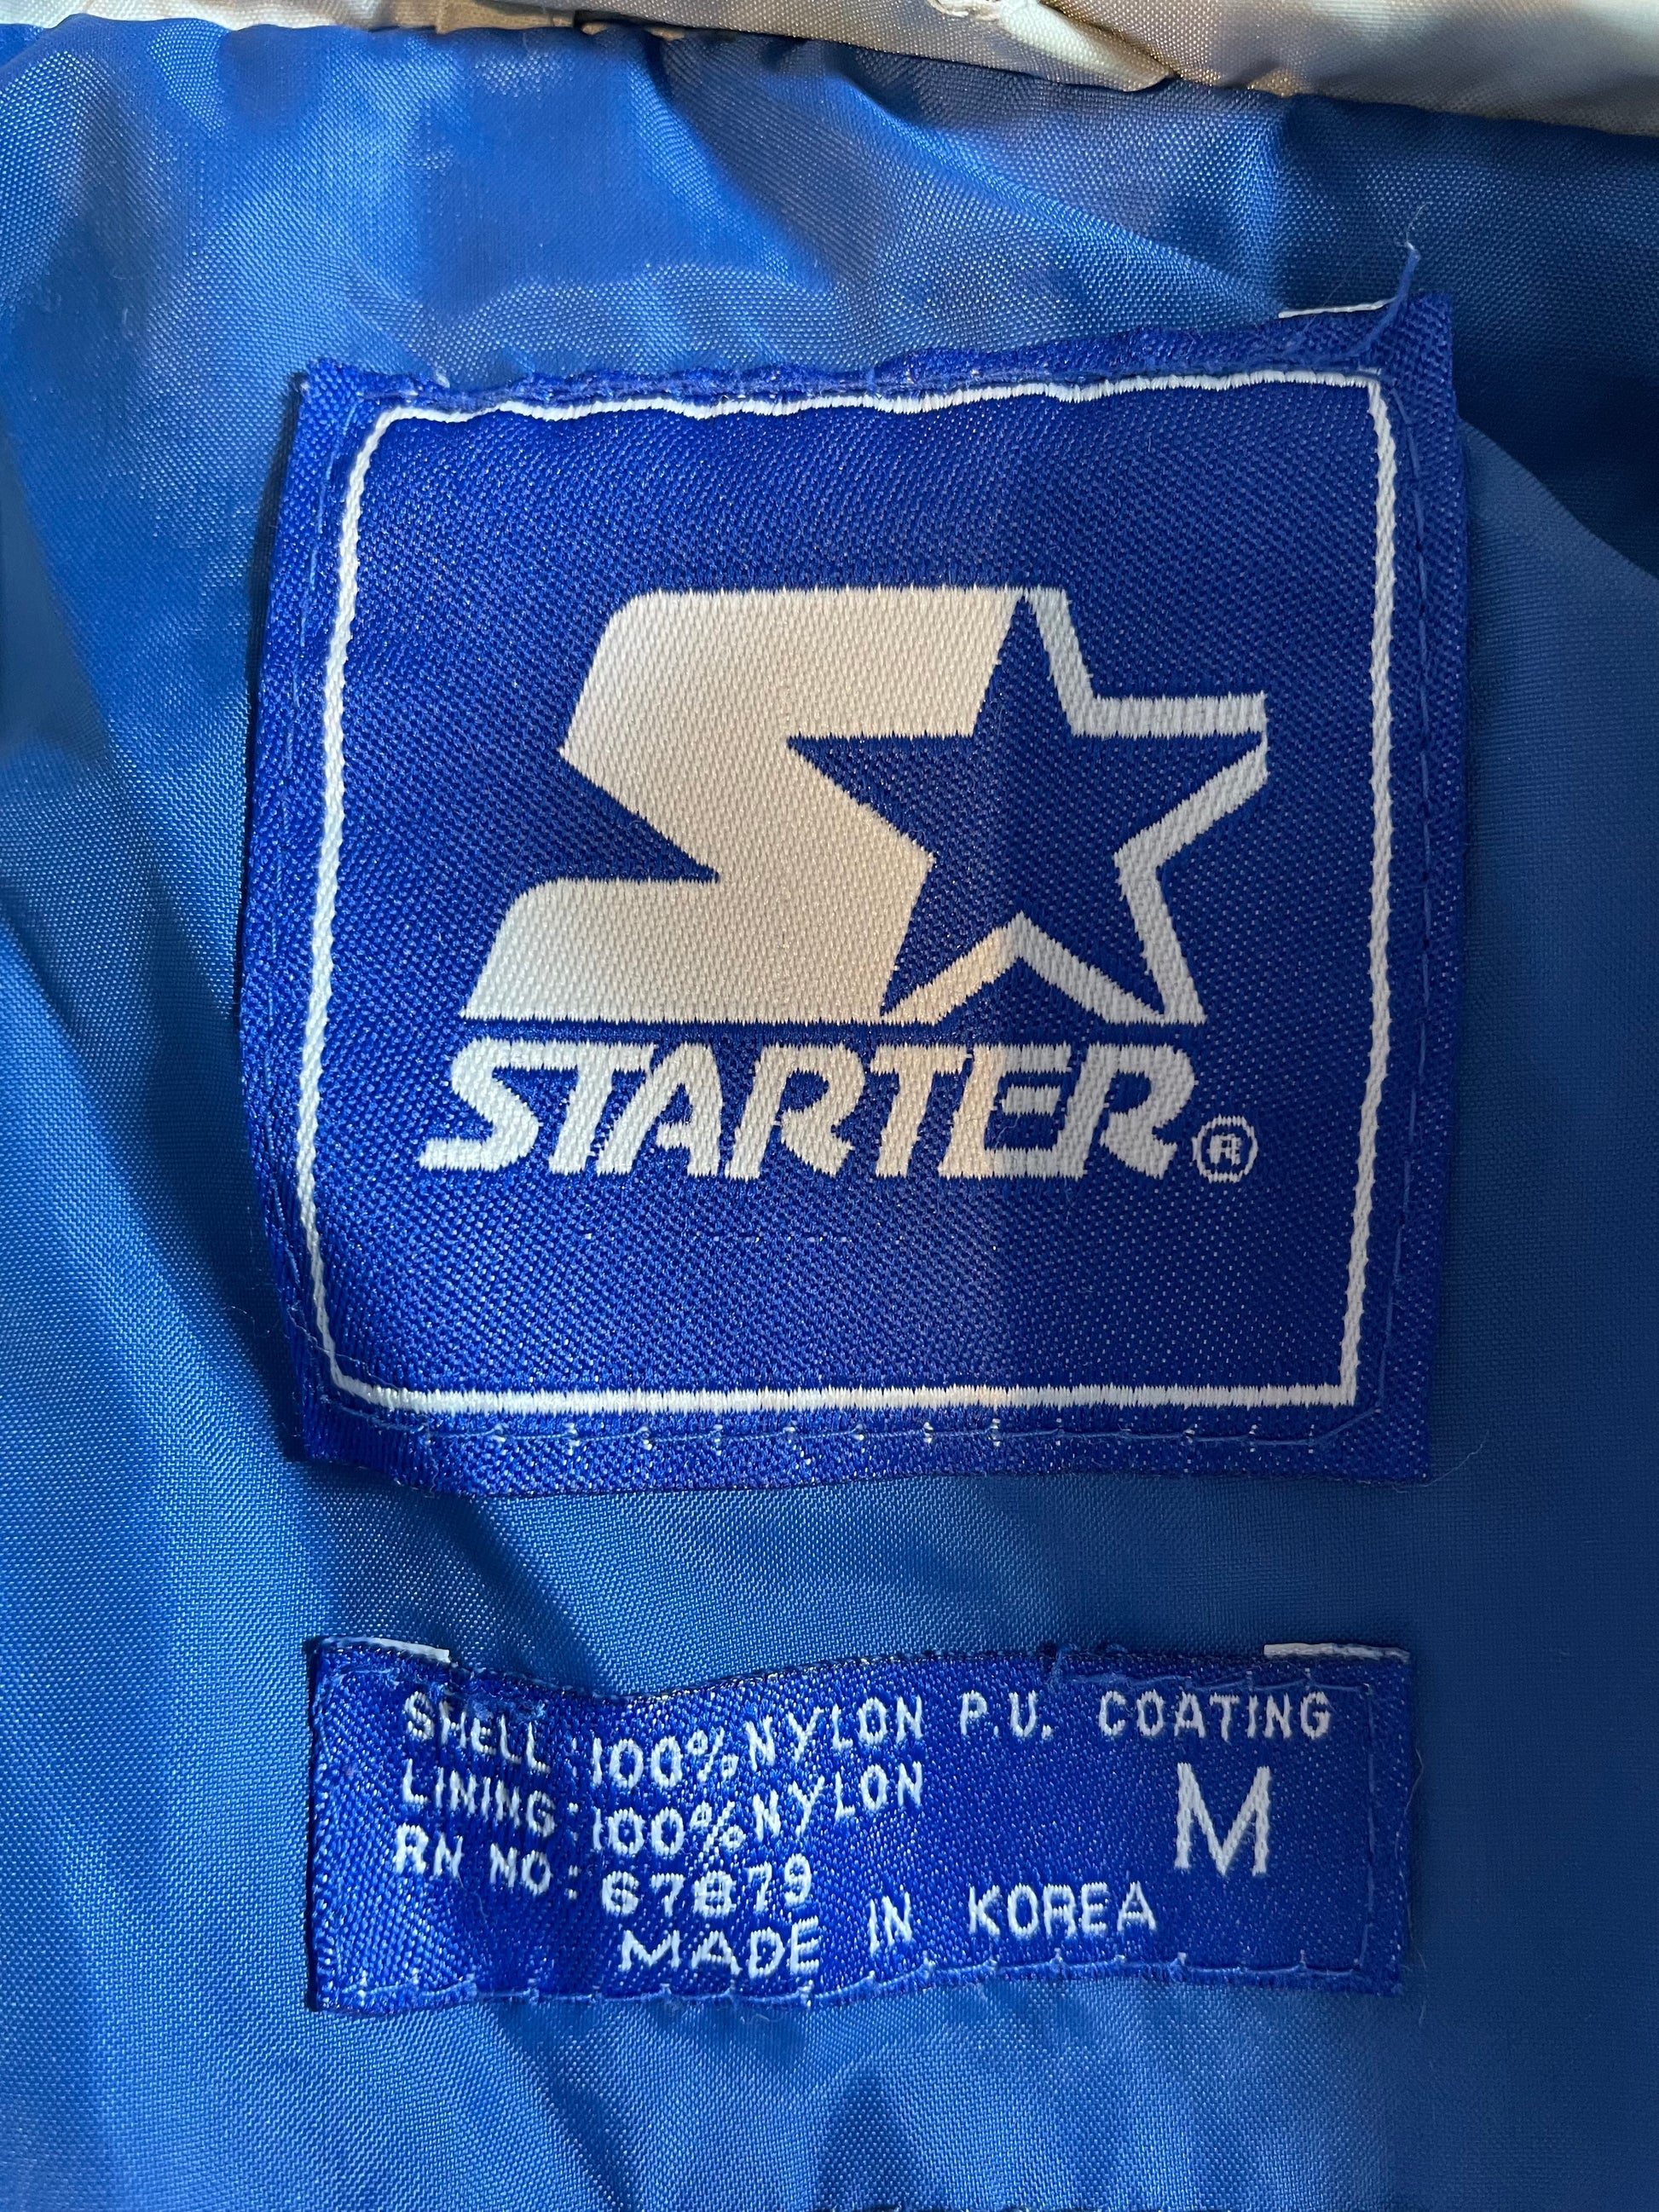 STARTER®
SHELL : 100% NYLON P.U. COATING
LINING : 100% NYLON
M
RN NO : 67879
MADE IN KOREA